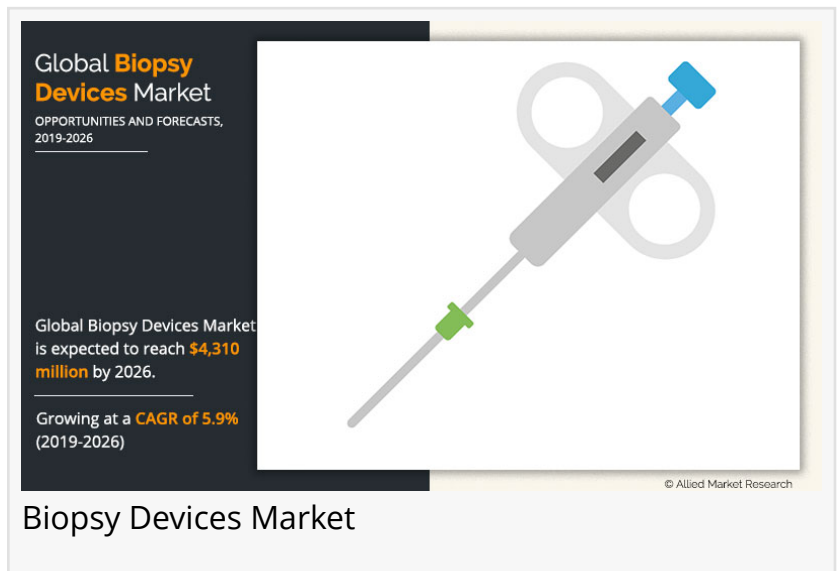 Global Biopsy
Devices Market
OPPORTUNITIES AND FORECASTS,
2019-2026
Global Biopsy Devices Market
is expected to reach $4,310
million by 2026.
Growing at a CAGR of 5.9%
(2019-2026)
© Allied Market Research
Biopsy Devices Market